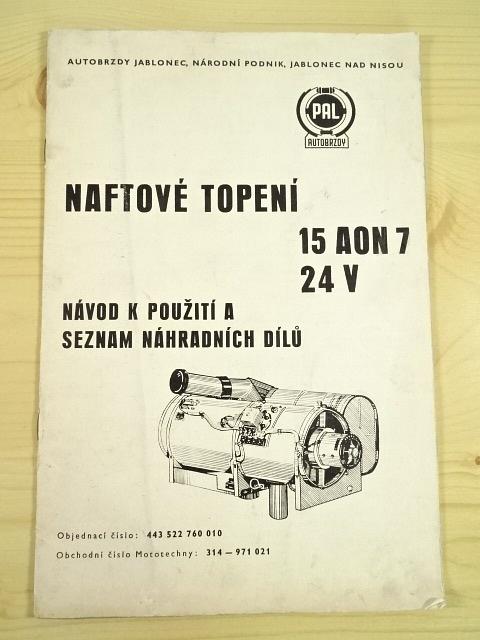 AUTOBRZDY JABLONEC, NÁRODNÍ PODNIK, JABLONEC NAD NISOU
PAL
AUTOBRZDY
NAFTOVÉ TOPENÍ
15 AON 7
24 V
NÁVOD K POUŽITÍ A
SEZNAM NÁHRADNÍCH DÍLŮ
Objednací číslo: 443 522 760 010
Obchodní číslo Mototechny: 314 — 971 021